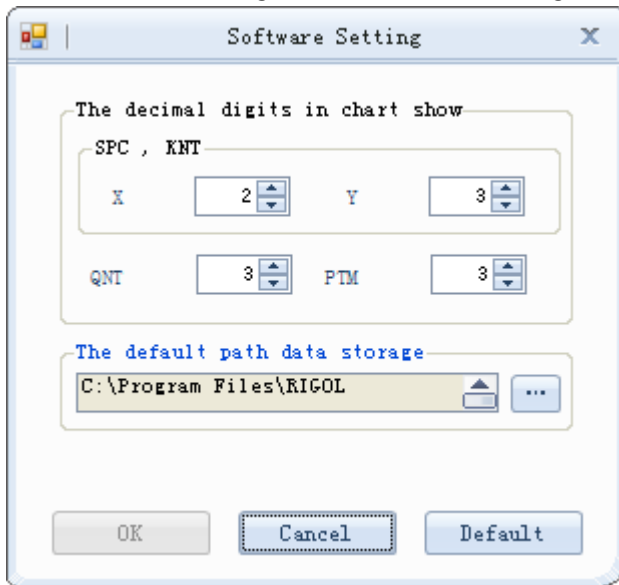 Software Setting
The decimal digits in chart show
SPC , KNT
X 2 Y 3
QNT 3 PTM 3
The default path data storage
C:\Program Files\RIGOL
...
OK Cancel Default